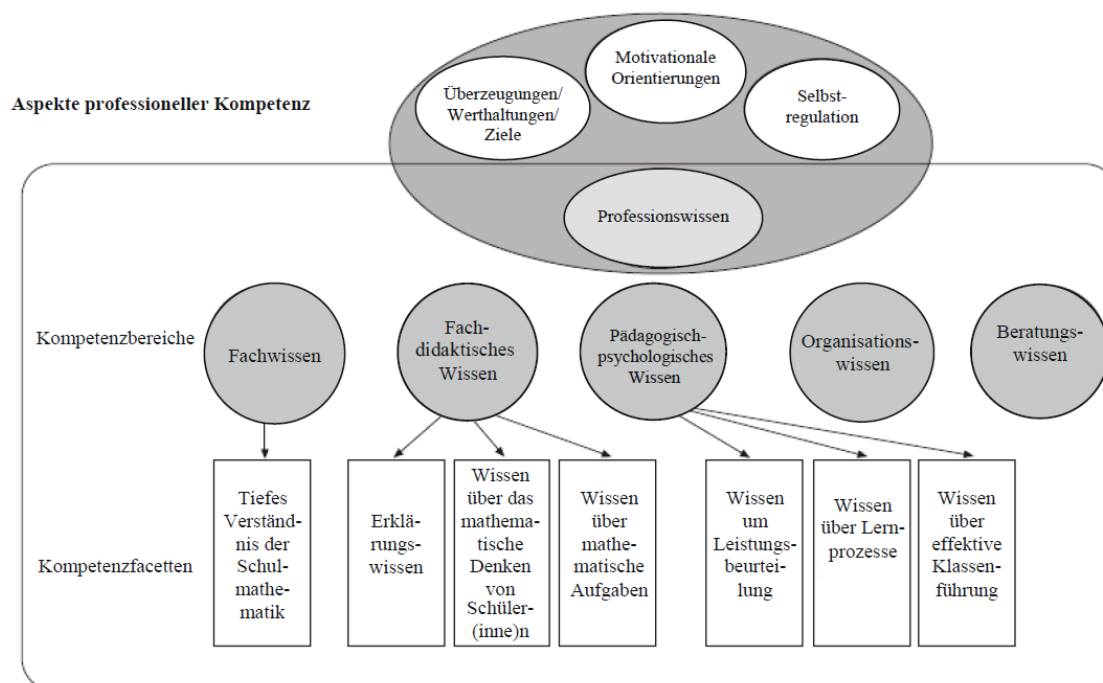 Motivationale
Orientierungen
Aspekte professioneller Kompetenz
Überzeugungen/
Werthaltungen/
Ziele
Selbst-
regulation
Professionswissen
Kompetenzbereiche
Fachwissen
Fach-
didaktisches
Wissen
Pädagogisch-
psychologisches
Wissen
Organisations-
wissen
Beratungs-
wissen
Kompetenzfacetten
Tiefes
Verständ-
nis der
Schul-
mathe-
matik
Erklä-
rungs-
wissen
Wissen
über das
mathema-
tische
Denken
von
Schüler-
(inne)n
Wissen
über
mathe-
matische
Aufgaben
Wissen
um
Leistungs-
beurtei-
lung
Wissen
über Lern-
prozesse
Wissen
über
effektive
Klassen-
führung